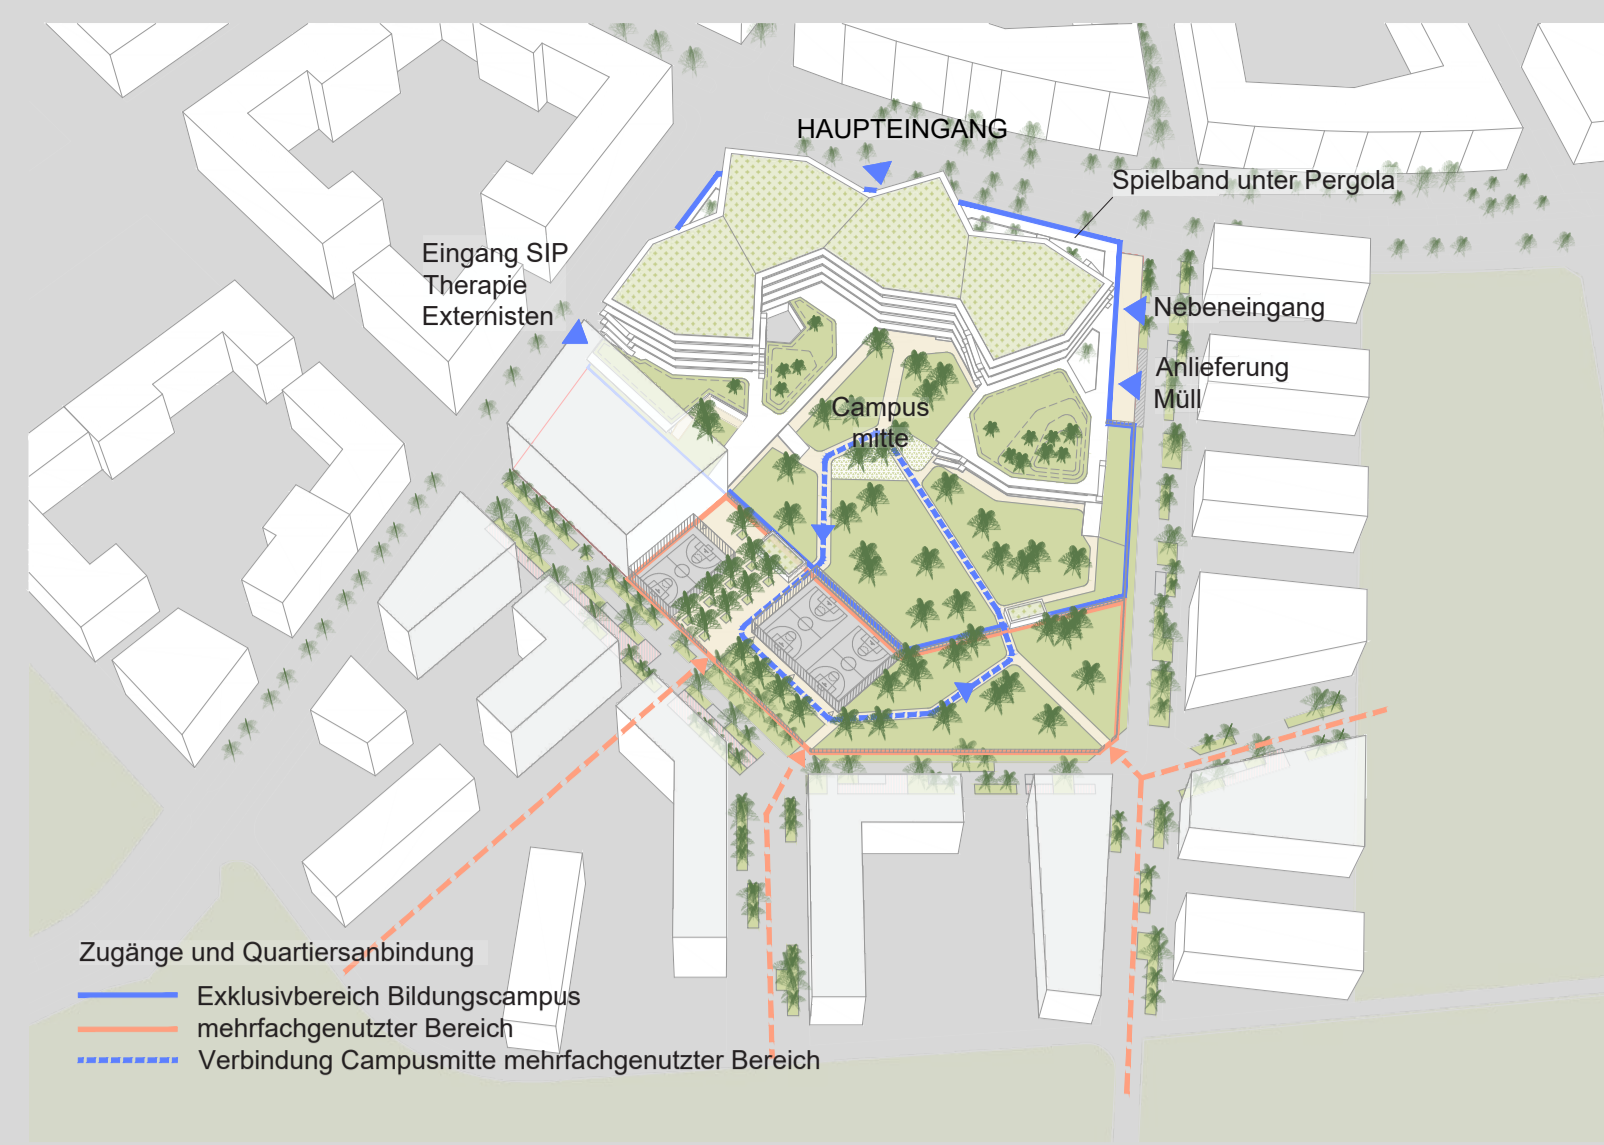 HAUPTEINGANG
Spielband unter Pergola
Eingang SIP
Therapie
Externisten
Nebeneingang
Anlieferung
Müll
Campus
mitte
Zugänge und Quartiersanbindung
Exklusivbereich Bildungscampus
mehrfachgenutzter Bereich
Verbindung Campusmitte mehrfachgenutzter Bereich